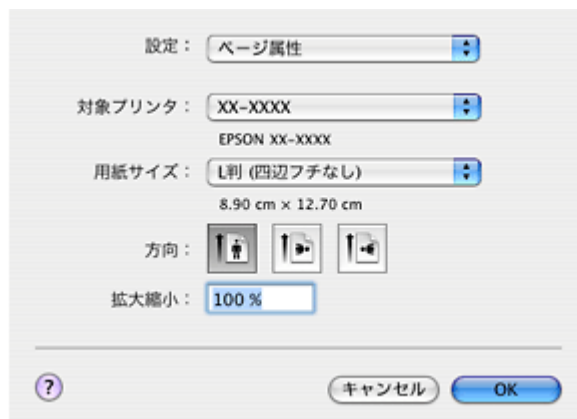 設定： ページ属性
対象プリンタ： XX-XXXX
EPSON XX-XXXX
用紙サイズ： L判 (四辺フチなし)
8.90 cm × 12.70 cm
方向：
拡大縮小： 100 %
? キャンセル OK